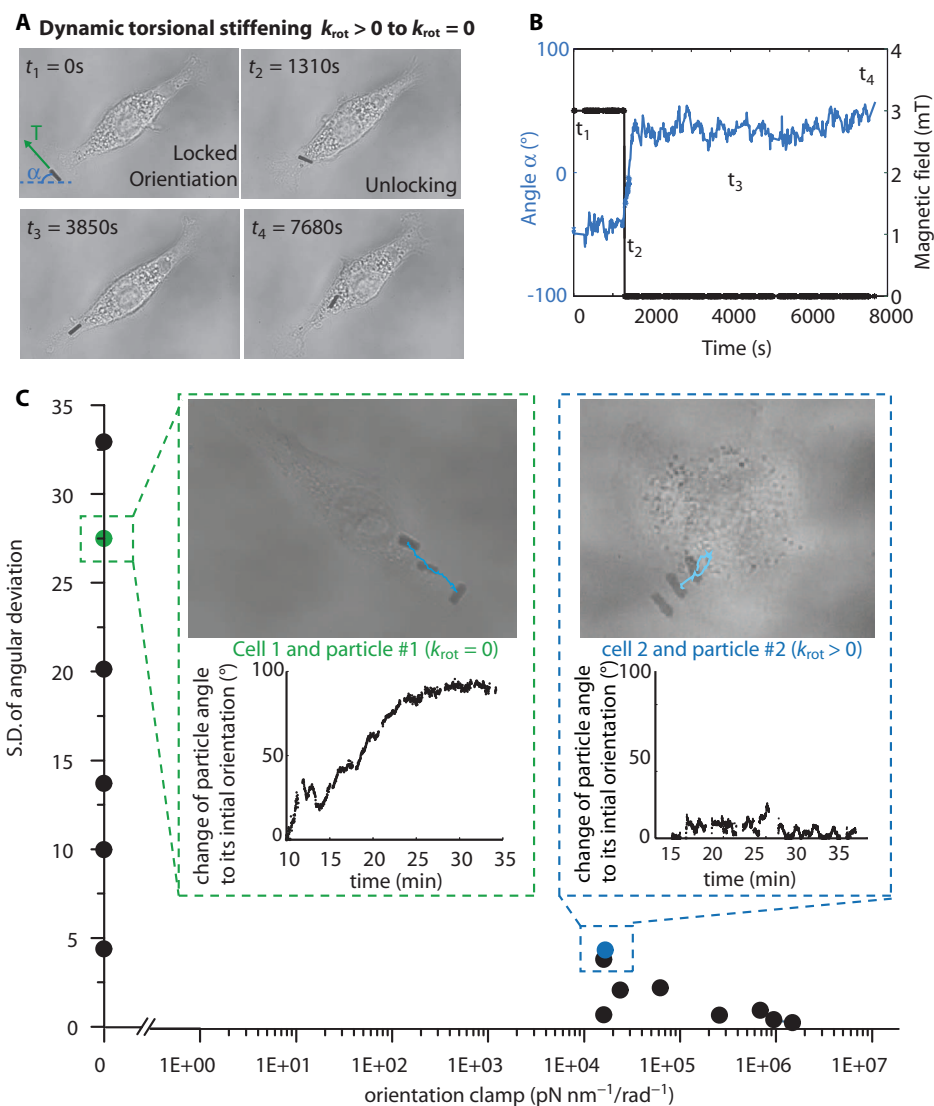 A Dynamic torsional stiffening krot > 0 to krot = 0
t1 = 0s
T
α
Locked
Orientiation
t2 = 1310s
Unlocking
t3 = 3850s
t4 = 7680s
B
100
0
-100
Angle α (°)
t1
t2
t3
t4
4
3
2
1
0
Magnetic field (mT)
0
2000
4000
6000
8000
Time (s)
C
35
30
25
20
15
10
5
0
S.D. of angular deviation
Cell 1 and particle #1 (krot = 0)
change of particle angle
to its intial orientation (°)
100
50
0
10
15
20
25
30
35
time (min)
cell 2 and particle #2 (krot > 0)
change of particle angle
to its intial orientation (°)
100
50
0
15
20
25
30
35
time (min)
0
1E+00
1E+01
1E+02
1E+03
1E+04
1E+05
1E+06
1E+07
orientation clamp (pN nm−1/rad−1)